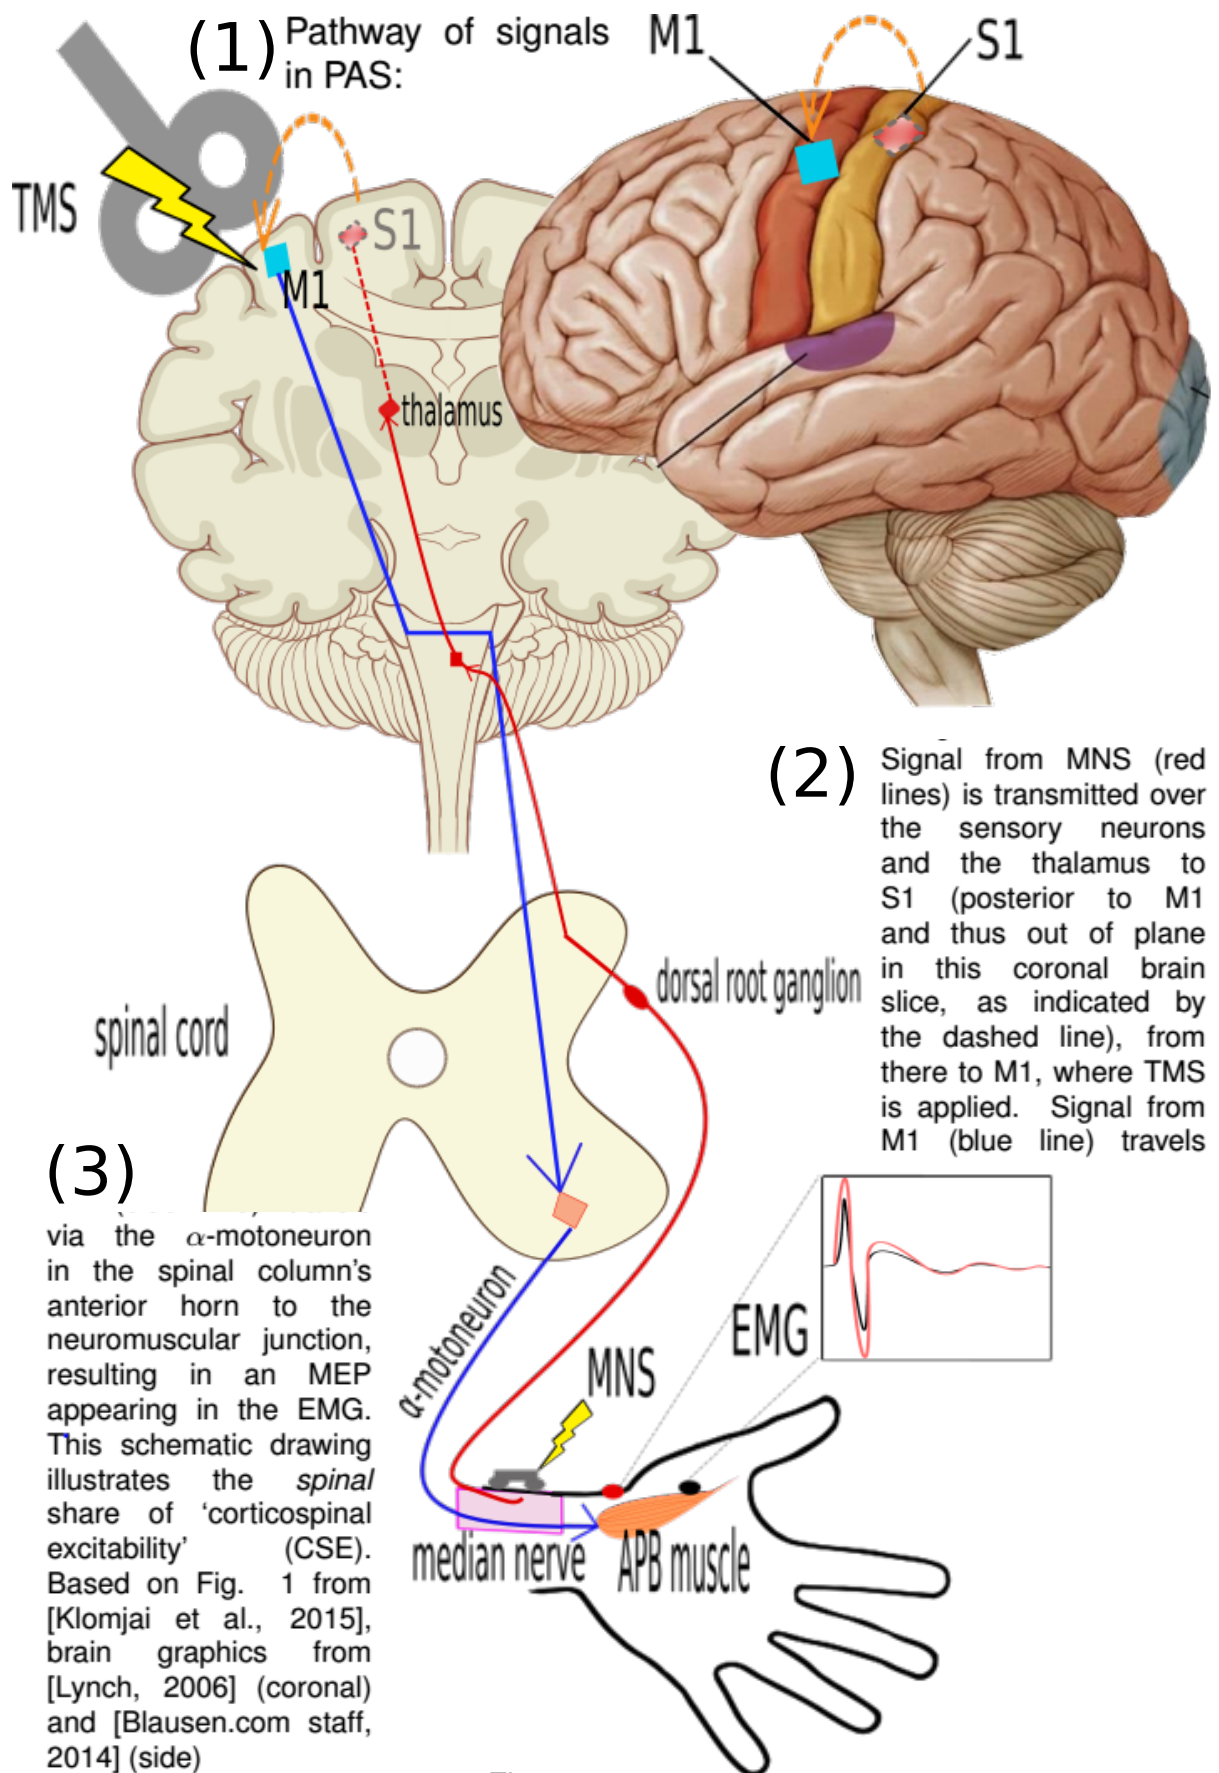 (1) Pathway of signals
in PAS:
M1
S1
TMS
S1
M1
thalamus
(2) Signal from MNS (red
lines) is transmitted over
the sensory neurons
and the thalamus to
S1 (posterior to M1
and thus out of plane
in this coronal brain
slice, as indicated by
the dashed line), from
there to M1, where TMS
is applied. Signal from
M1 (blue line) travels
dorsal root ganglion
spinal cord
(3)
via the α-motoneuron
in the spinal column's
anterior horn to the
neuromuscular junction,
resulting in an MEP
appearing in the EMG.
This schematic drawing
illustrates the spinal
share of 'corticospinal
excitability' (CSE).
Based on Fig. 1 from
[Klomjai et al., 2015],
brain graphics from
[Lynch, 2006] (coronal)
and [Blausen.com staff,
2014] (side)
α-motoneuron
EMG
MNS
median nerve
APB muscle